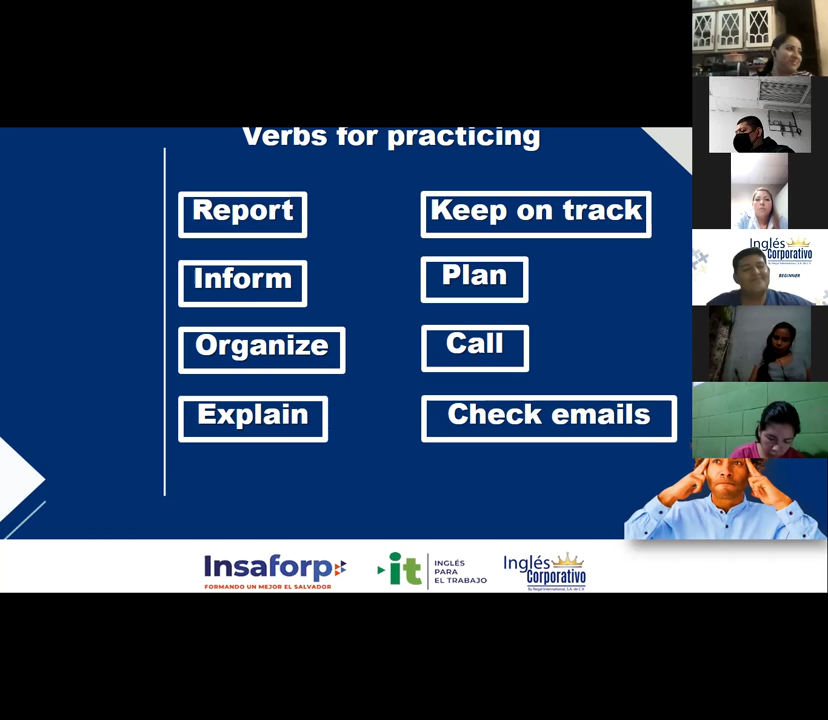 Verbs for practicing
Report
Keep on track
Inform
Plan
Organize
Call
Explain
Check emails
Inglés
Corporativo
BEGINNER
Insaforp
FORMANDO UN MEJOR EL SALVADOR
it
INGLÉS
PARA
EL TRABAJO
Inglés
Corporativo